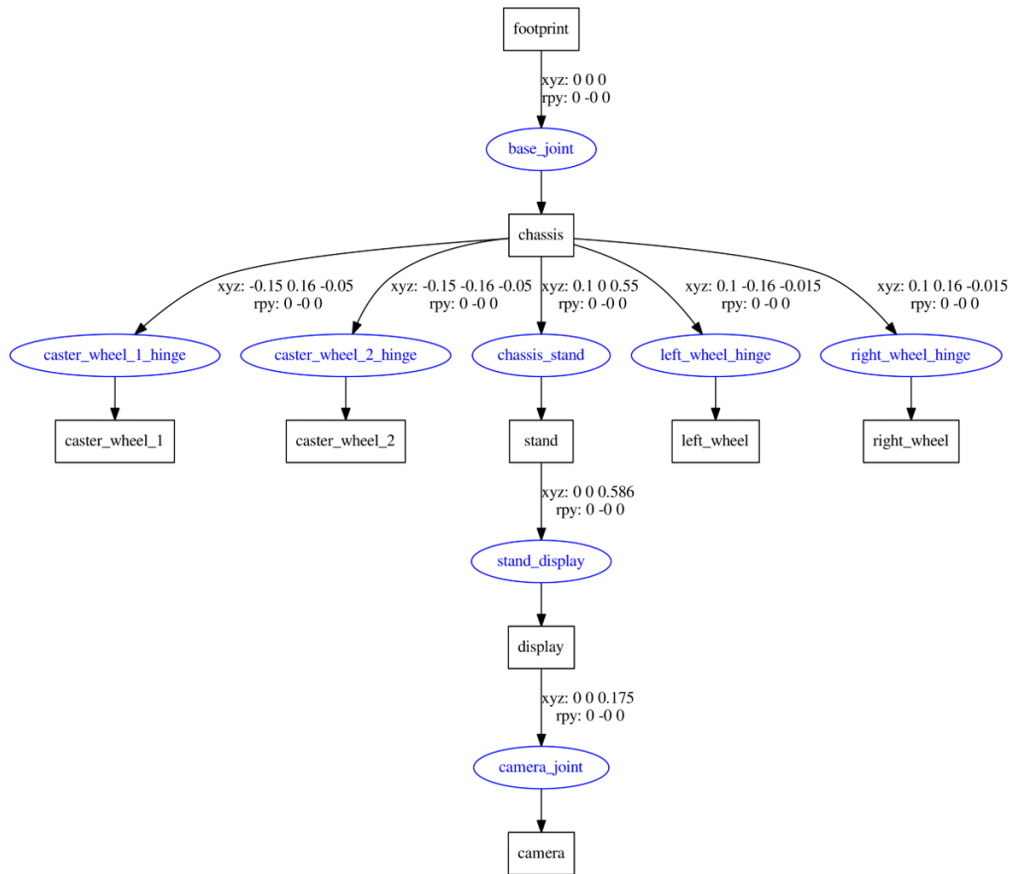 footprint
xyz: 0 0 0
rpy: 0 -0 0
base_joint
chassis
xyz: -0.15 0.16 -0.05
rpy: 0 -0 0
xyz: -0.15 -0.16 -0.05
rpy: 0 -0 0
xyz: 0.1 0 0.55
rpy: 0 -0 0
xyz: 0.1 -0.16 -0.015
rpy: 0 -0 0
xyz: 0.1 0.16 -0.015
rpy: 0 -0 0
caster_wheel_1_hinge
caster_wheel_2_hinge
chassis_stand
left_wheel_hinge
right_wheel_hinge
caster_wheel_1
caster_wheel_2
stand
left_wheel
right_wheel
xyz: 0 0 0.586
rpy: 0 -0 0
stand_display
display
xyz: 0 0 0.175
rpy: 0 -0 0
camera_joint
camera